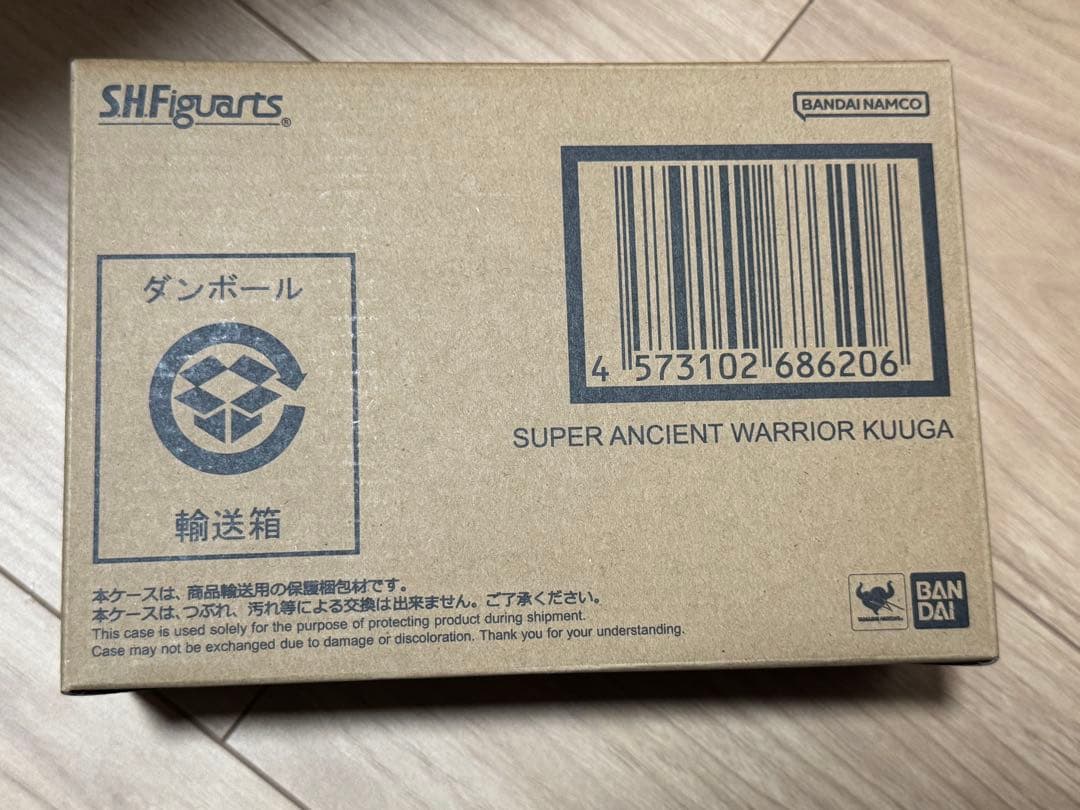 S.H.Figuarts®
BANDAI NAMCO
4 573102 686206
SUPER ANCIENT WARRIOR KUUGA
ダンボール
輸送箱
本ケースは、商品輸送用の保護梱包材です。
本ケースは、つぶれ、汚れ等による交換は出来ません。ご了承ください。
This case is used solely for the purpose of protecting product during shipment.
Case may not be exchanged due to damage or discoloration. Thank you for your understanding.
BAN
DAI